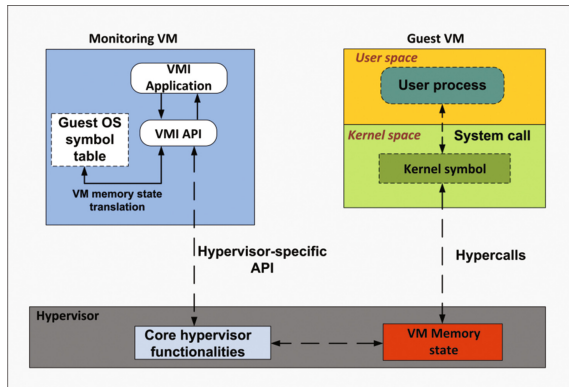 Monitoring VM
VMI
Application
VMI API
Guest OS
symbol
table
VM memory state
translation
Guest VM
User space
User process
Kernel space
System call
Kernel symbol
Hypervisor-specific
API
Hypercalls
Hypervisor
Core hypervisor
functionalities
VM Memory
state